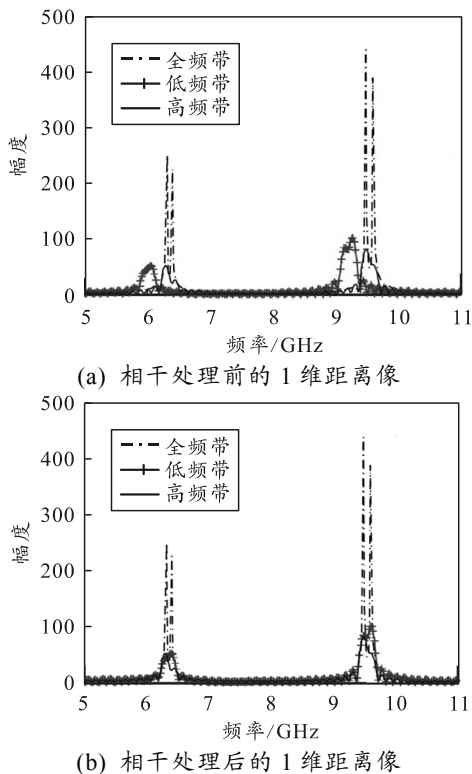 500
400
300
200
100
0
幅度
全频带
低频带
高频带
5 6 7 8 9 10 11
频率/GHz
(a) 相干处理前的 1 维距离像
500
400
300
200
100
0
幅度
全频带
低频带
高频带
5 6 7 8 9 10 11
频率/GHz
(b) 相干处理后的 1 维距离像